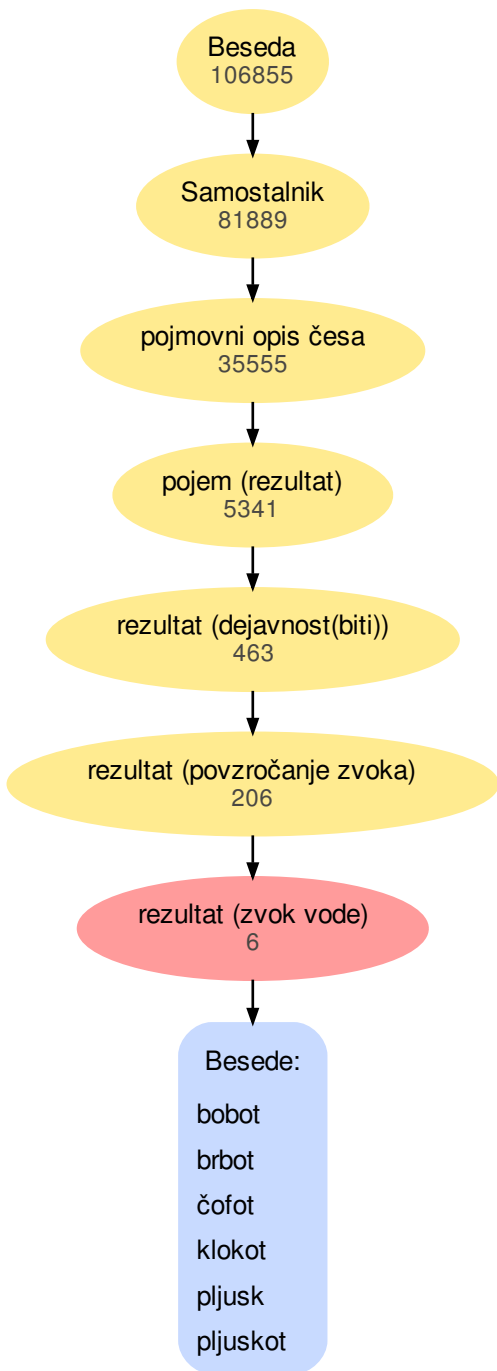 Beseda
106855
Samostalnik
81889
pojmovni opis česa
35555
pojem (rezultat)
5341
rezultat (dejavnost(biti))
463
rezultat (povzročanje zvoka)
206
rezultat (zvok vode)
6
Besede:
bobot
brbot
čofot
klokot
pljusk
pljuskot